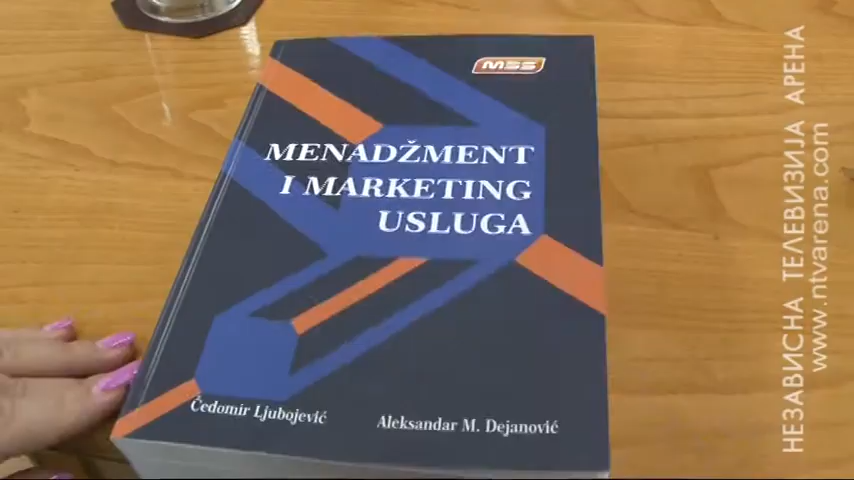 MSS
MENADŽMENT
I MARKETING
USLUGA
Čedomir Ljubojević
Aleksandar M. Dejanović
НЕЗАВИСНА ТЕЛЕВИЗИЈА АРЕНА
www.ntvarena.com